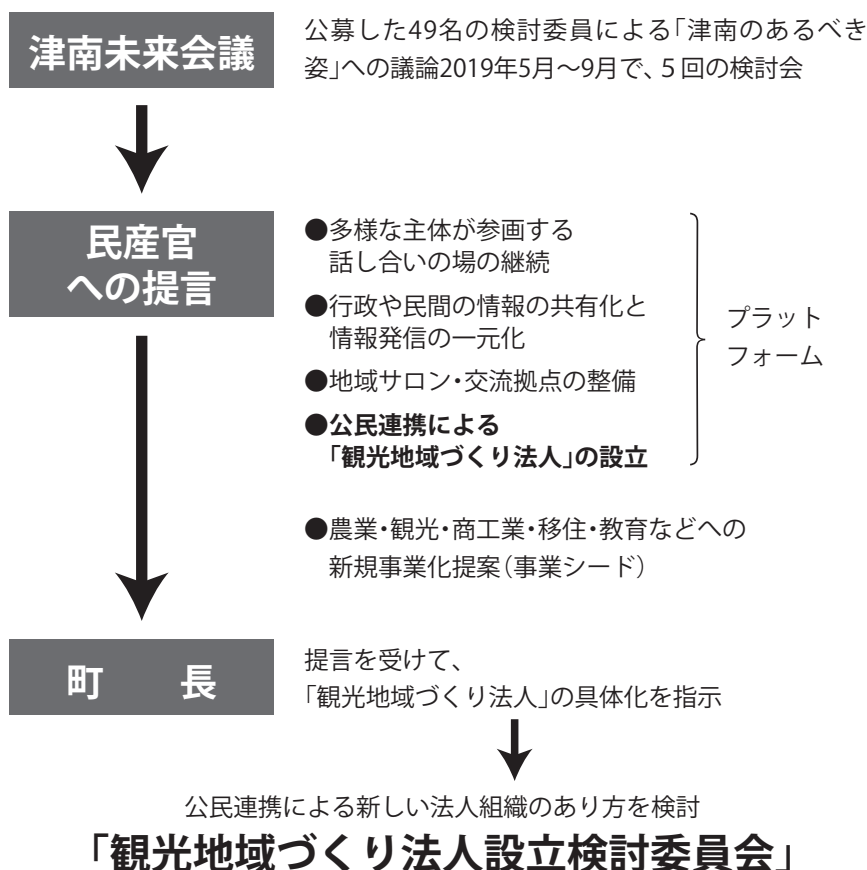 津南未来会議
公募した49名の検討委員による「津南のあるべき
姿」への議論2019年5月～9月で、５回の検討会
民産官
への提言
●多様な主体が参画する
話し合いの場の継続
●行政や民間の情報の共有化と
情報発信の一元化
●地域サロン・交流拠点の整備
●公民連携による
「観光地域づくり法人」の設立
プラット
フォーム
●農業・観光・商工業・移住・教育などへの
新規事業化提案（事業シード）
町　長
提言を受けて、
「観光地域づくり法人」の具体化を指示
公民連携による新しい法人組織のあり方を検討
「観光地域づくり法人設立検討委員会」